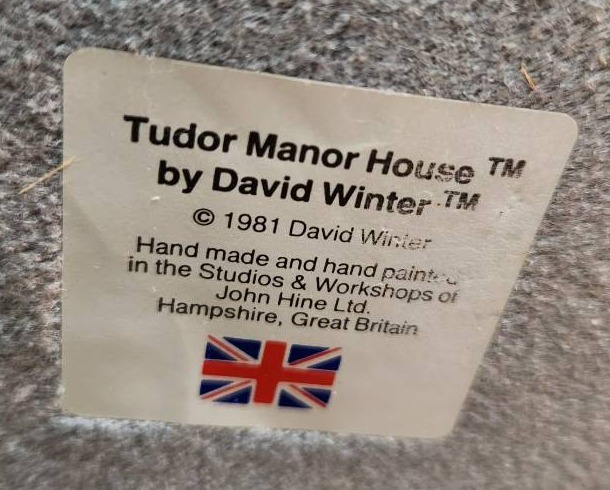 Tudor Manor House ™
by David Winter ™
© 1981 David Winter
Hand made and hand painted
in the Studios & Workshops of
John Hine Ltd.
Hampshire, Great Britain